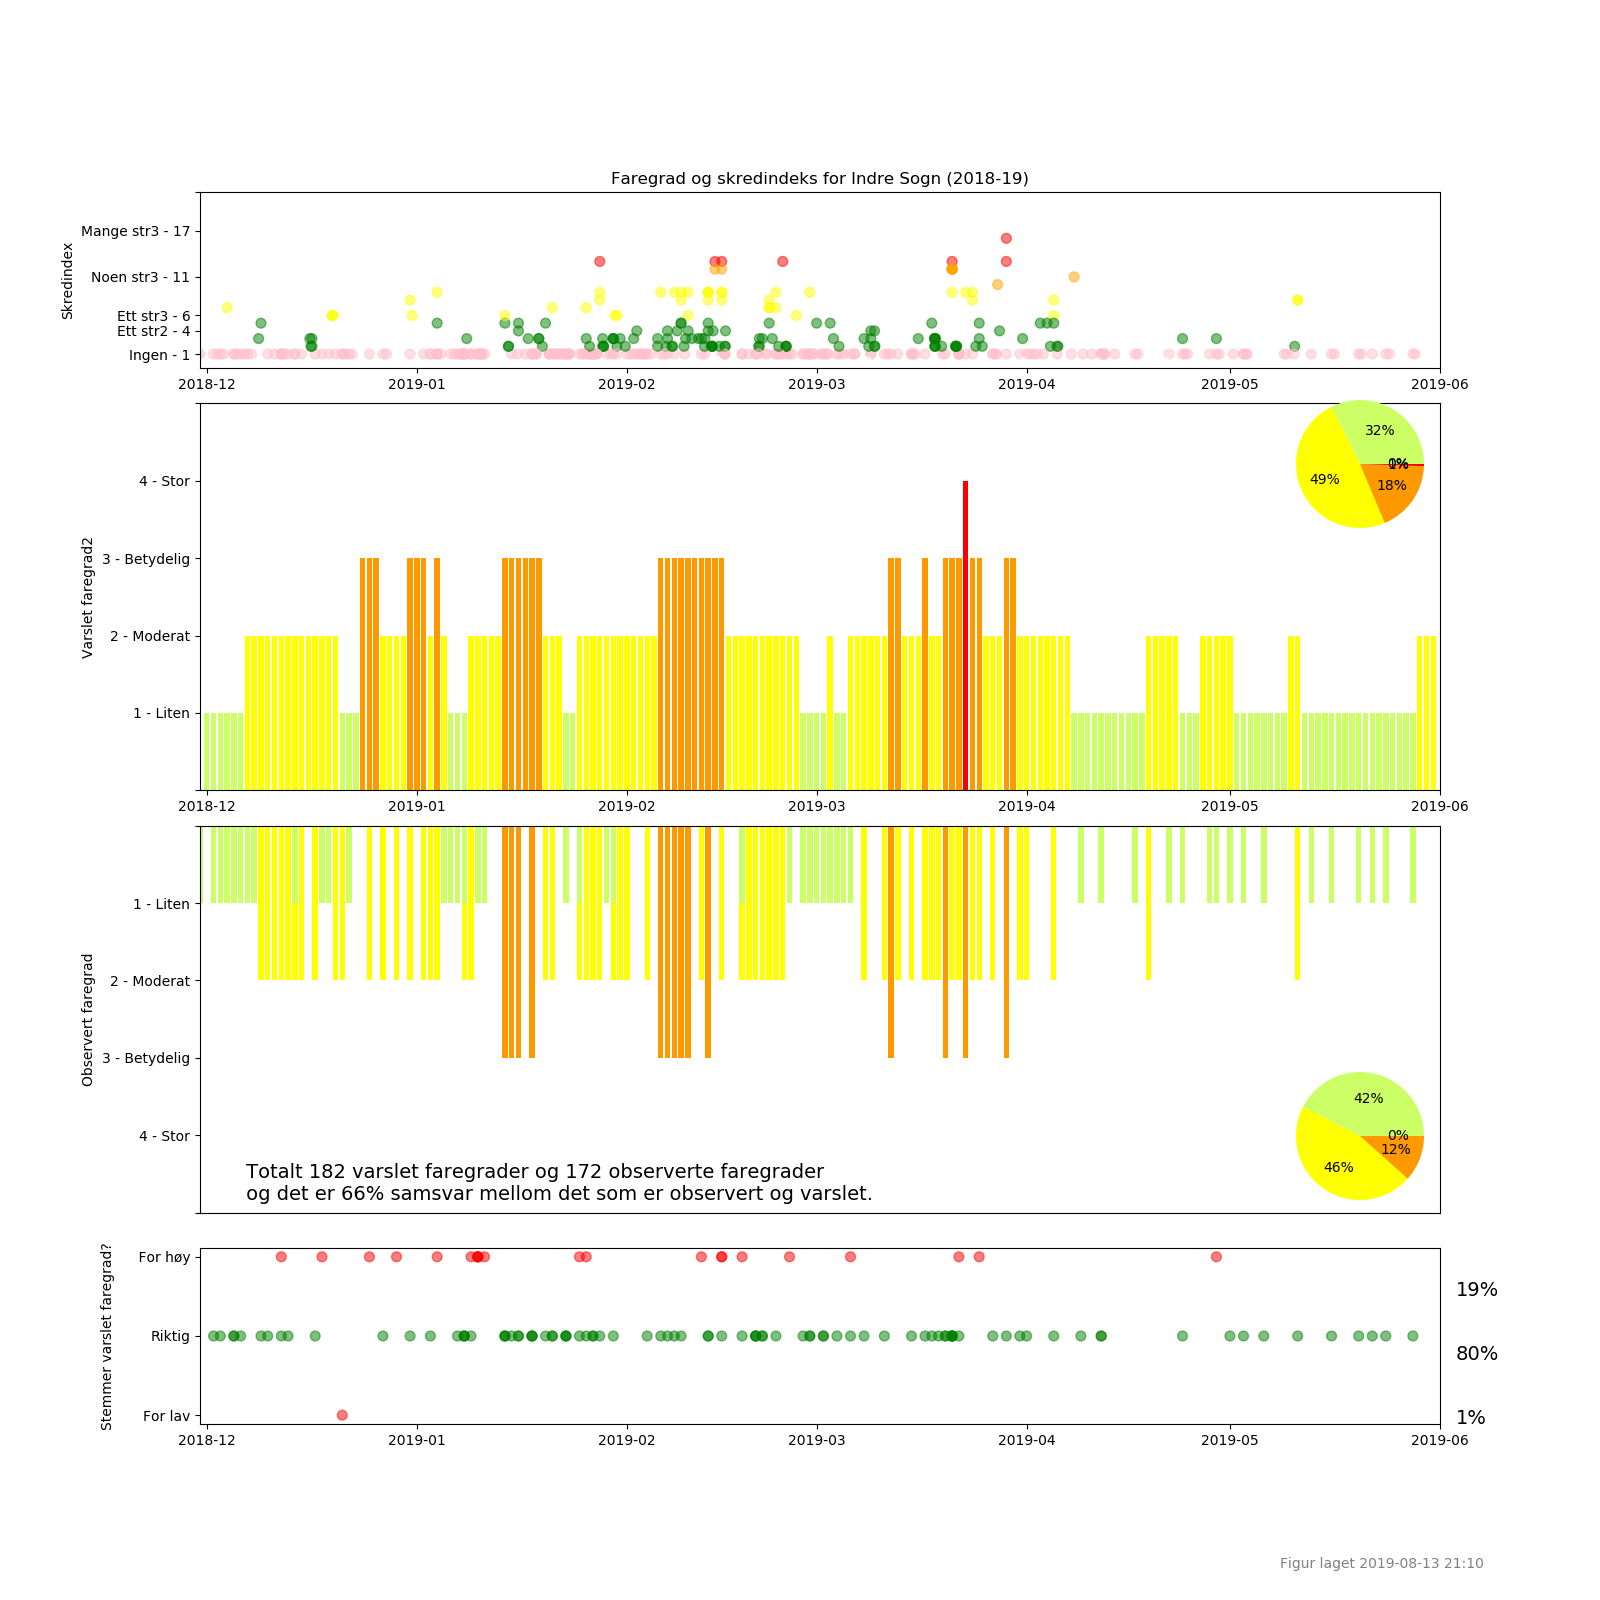 Faregrad og skredindeks for Indre Sogn (2018-19)
Skredindex
Mange str3 - 17
Noen str3 - 11
Ett str3 - 6
Ett str2 - 4
Ingen - 1
2018-12 2019-01 2019-02 2019-03 2019-04 2019-05 2019-06
Varslet faregrad2
4 - Stor
3 - Betydelig
2 - Moderat
1 - Liten
32%
49%
18%
0%
1%
2018-12 2019-01 2019-02 2019-03 2019-04 2019-05 2019-06
Observert faregrad
1 - Liten
2 - Moderat
3 - Betydelig
4 - Stor
42%
0%
12%
46%
Totalt 182 varslet faregrader og 172 observerte faregrader
og det er 66% samsvar mellom det som er observert og varslet.
Stemmer varslet faregrad?
For høy
Riktig
For lav
19%
80%
1%
2018-12 2019-01 2019-02 2019-03 2019-04 2019-05 2019-06
Figur laget 2019-08-13 21:10